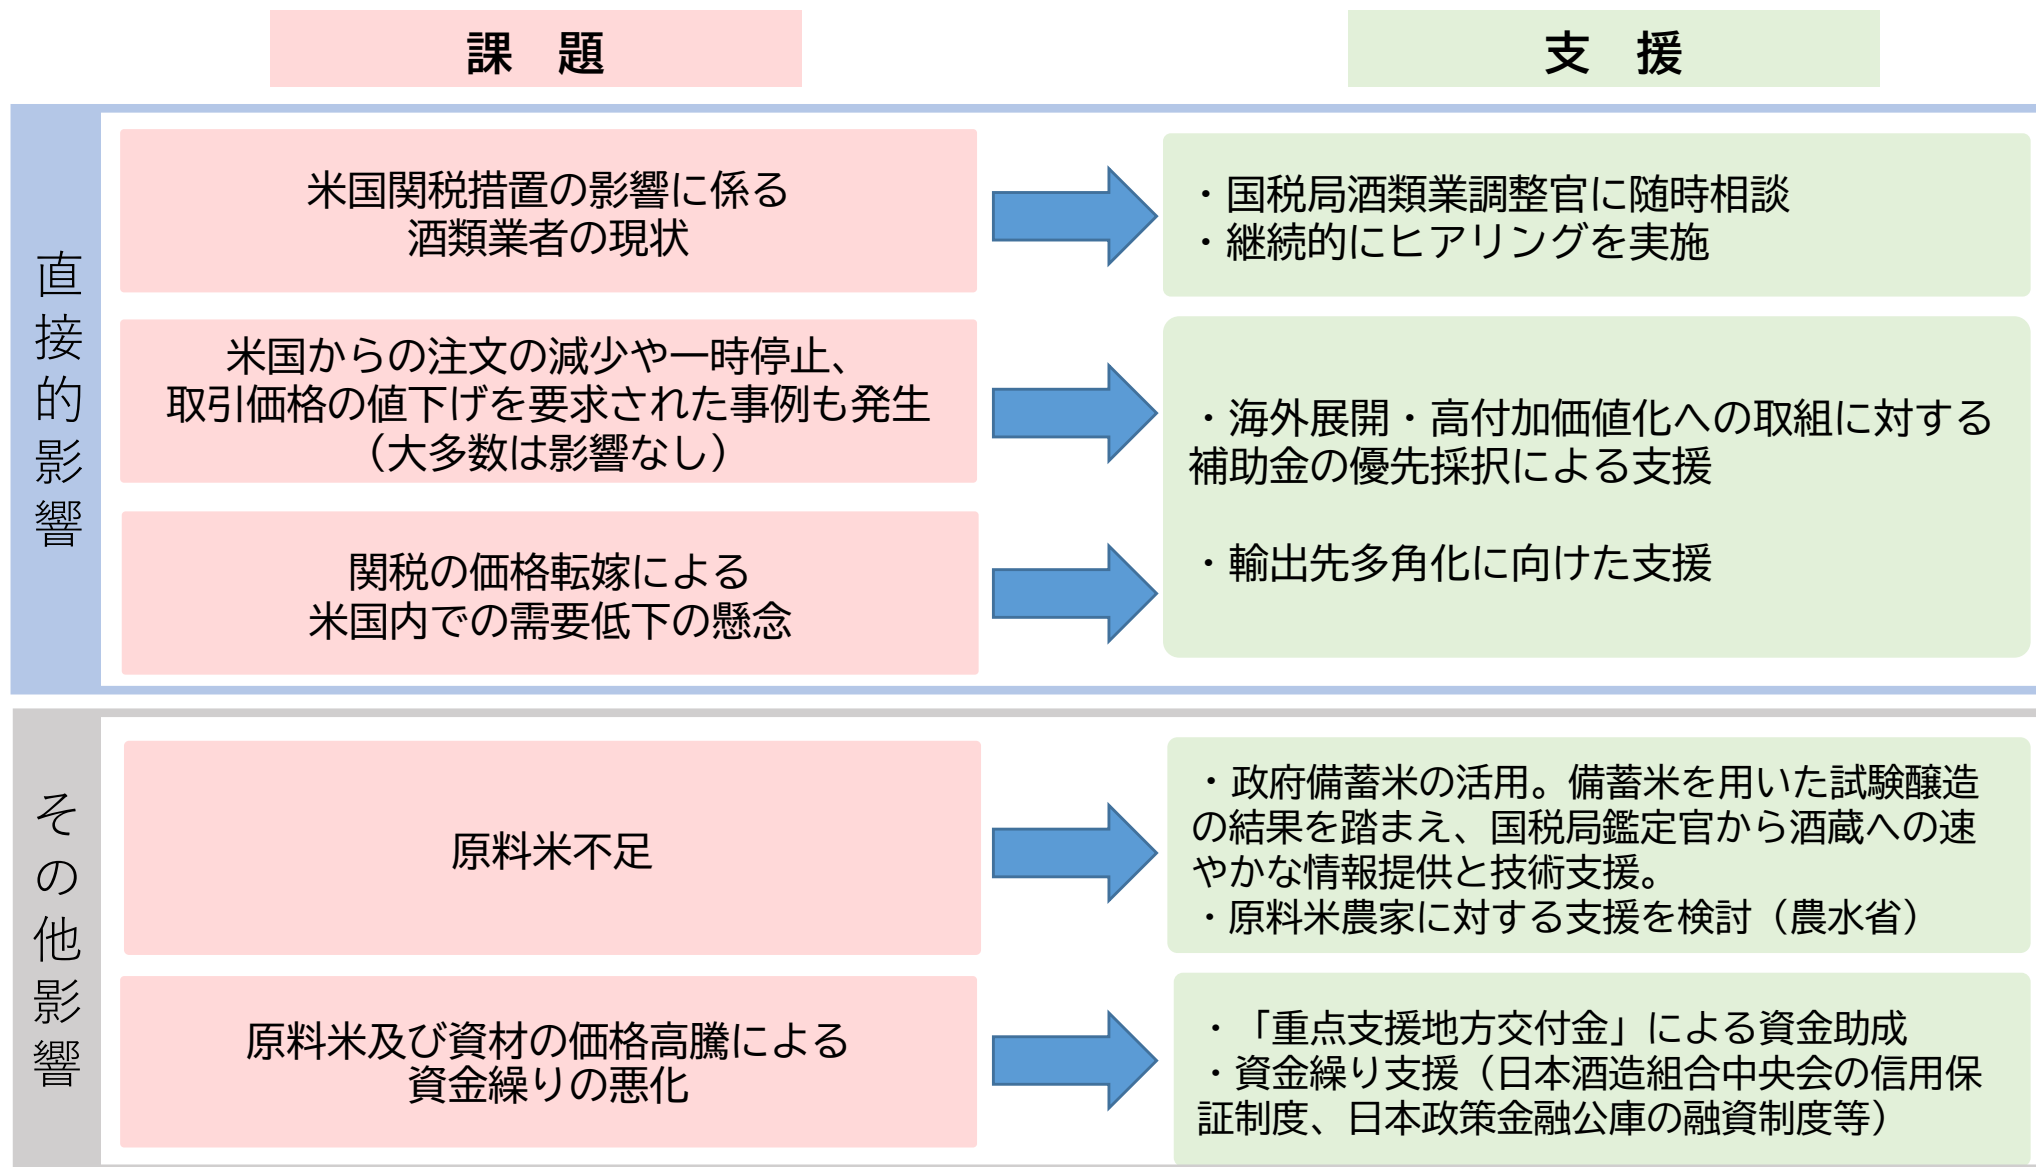 課　題
支　援
直接的影響
米国関税措置の影響に係る
酒類業者の現状
・国税局酒類業調整官に随時相談
・継続的にヒアリングを実施
米国からの注文の減少や一時停止、
取引価格の値下げを要求された事例も発生
（大多数は影響なし）
・海外展開・高付加価値化への取組に対する
補助金の優先採択による支援
・輸出先多角化に向けた支援
関税の価格転嫁による
米国内での需要低下の懸念
その他影響
原料米不足
・政府備蓄米の活用。備蓄米を用いた試験醸造
の結果を踏まえ、国税局鑑定官から酒蔵への速
やかな情報提供と技術支援。
・原料米農家に対する支援を検討（農水省）
原料米及び資材の価格高騰による
資金繰りの悪化
・「重点支援地方交付金」による資金助成
・資金繰り支援（日本酒造組合中央会の信用保
証制度、日本政策金融公庫の融資制度等）